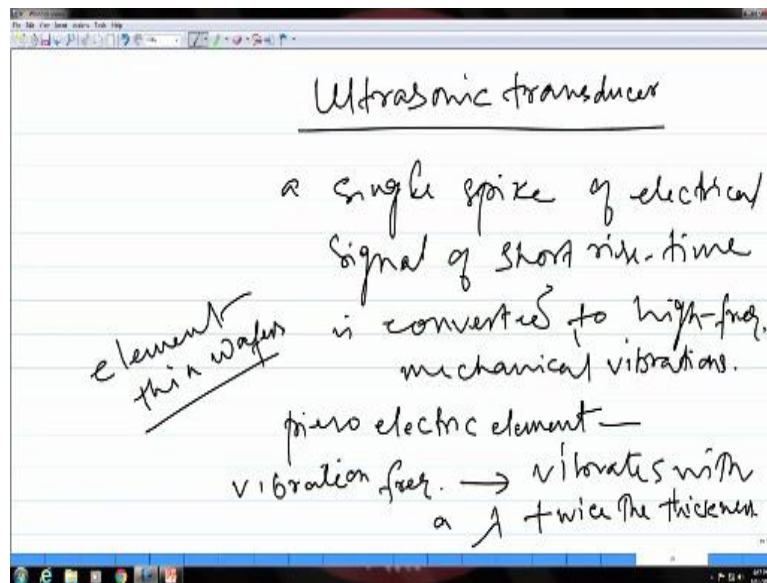 Ultrasonic transducer
a single spike of electrical
signal of short rise-time
is converted to high-freq.
mechanical vibrations.
element
thin wafers
piezo electric element —
vibration freq. → vibrates with
a λ twice the thickness